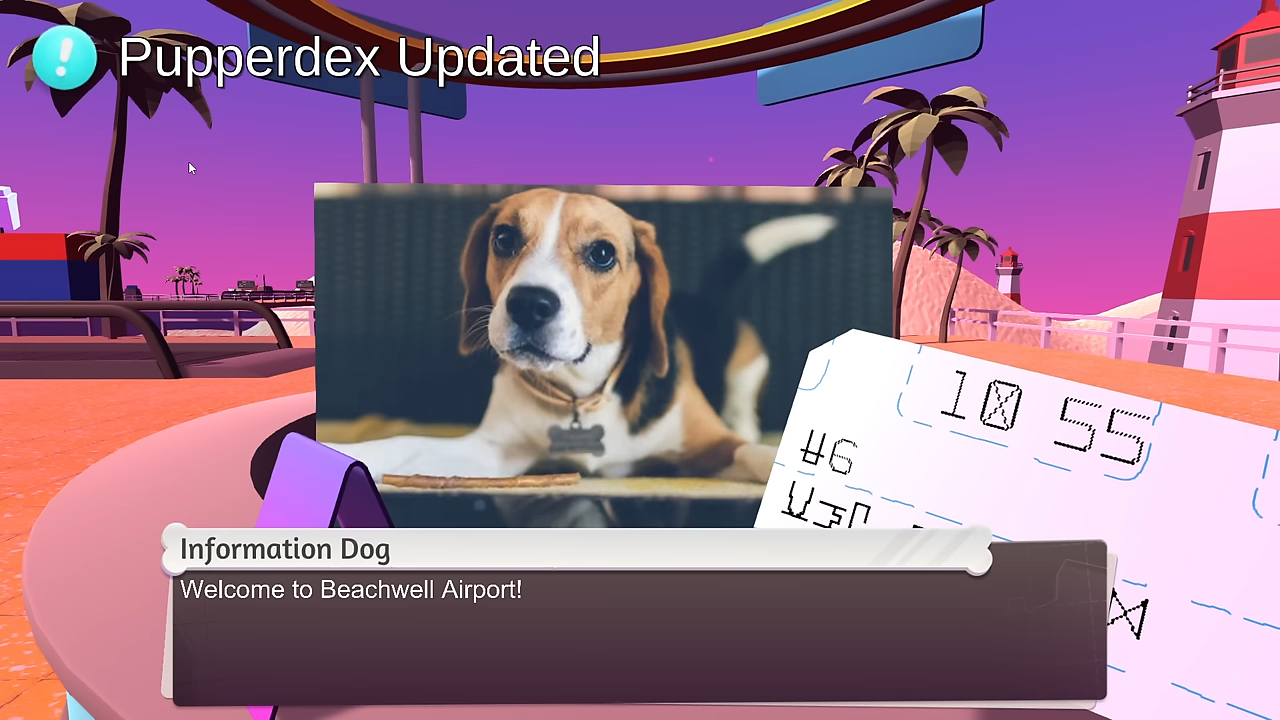 Pupperdex Updated
10 55
#6
Information Dog
Welcome to Beachwell Airport!